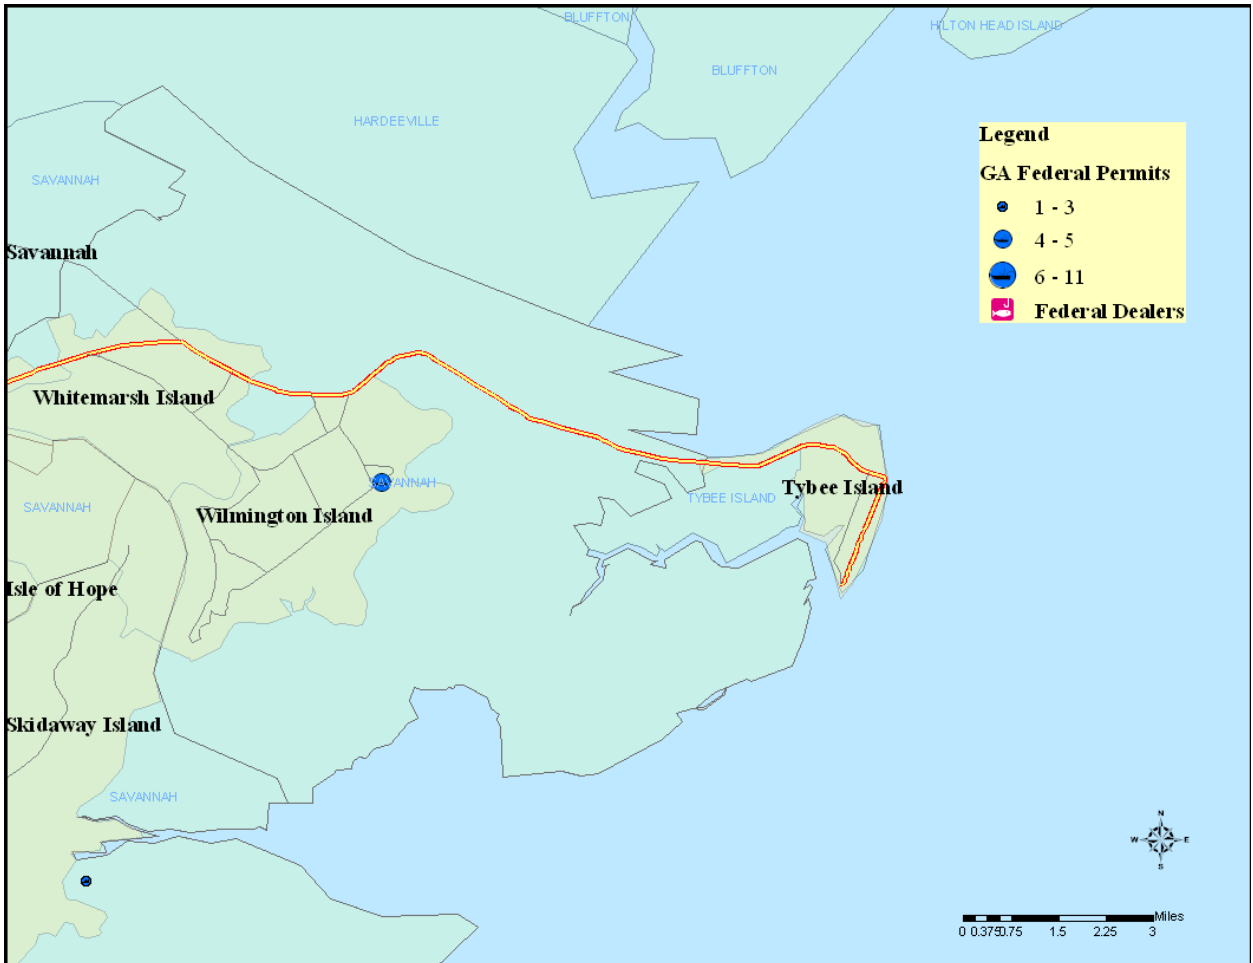 BLUFFTON
HILTON HEAD ISLAND
BLUFFTON
HARDEEVILLE
Legend
GA Federal Permits
1 - 3
4 - 5
6 - 11
Federal Dealers
SAVANNAH
Savannah
Whitemarsh Island
SAVANNAH
Tybee Island
TYBEE ISLAND
SAVANNAH
Wilmington Island
Isle of Hope
Skidaway Island
SAVANNAH
N
W E
S
Miles
0 0.375 0.75 1.5 2.25 3